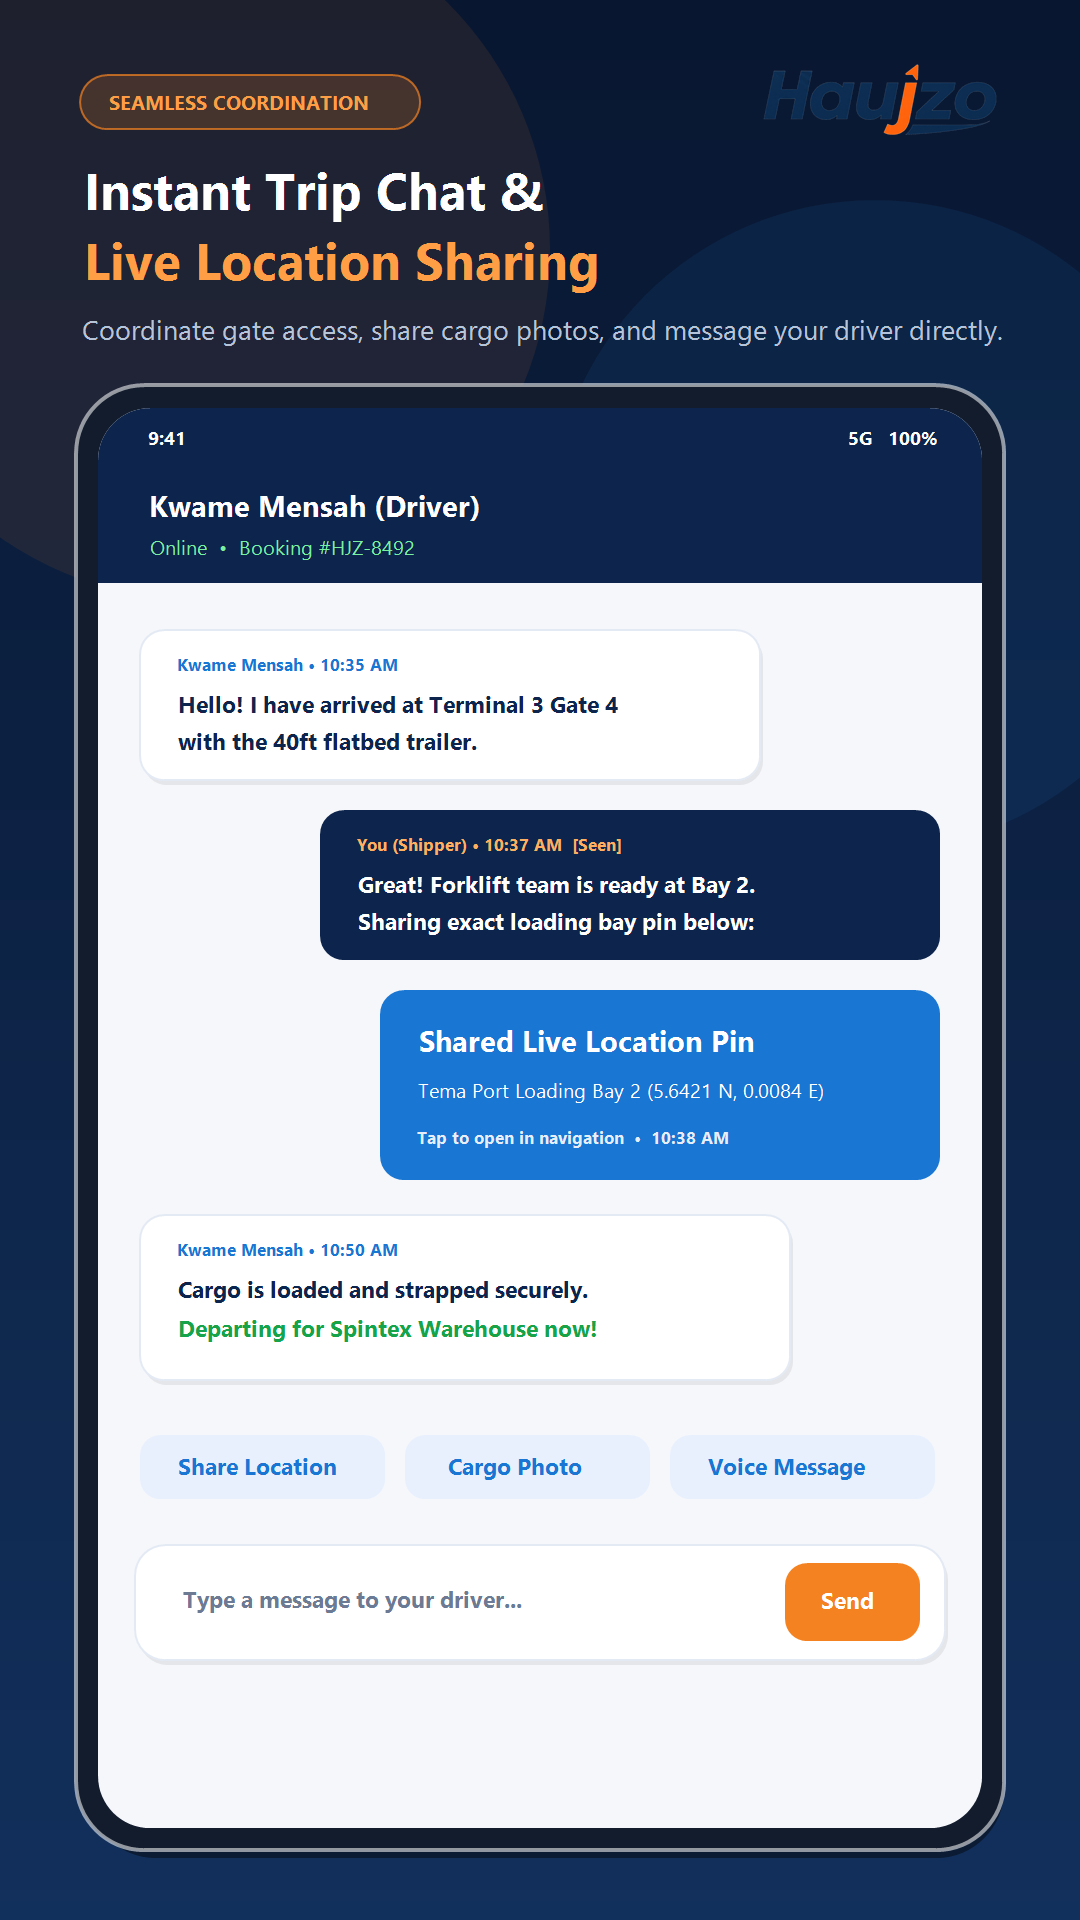 SEAMLESS COORDINATION
Haujzo
Instant Trip Chat &
Live Location Sharing
Coordinate gate access, share cargo photos, and message your driver directly.
9:41
5G 100%
Kwame Mensah (Driver)
Online • Booking #HJZ-8492
Kwame Mensah • 10:35 AM
Hello! I have arrived at Terminal 3 Gate 4
with the 40ft flatbed trailer.
You (Shipper) • 10:37 AM [Seen]
Great! Forklift team is ready at Bay 2.
Sharing exact loading bay pin below:
Shared Live Location Pin
Tema Port Loading Bay 2 (5.6421 N, 0.0084 E)
Tap to open in navigation • 10:38 AM
Kwame Mensah • 10:50 AM
Cargo is loaded and strapped securely.
Departing for Spintex Warehouse now!
Share Location
Cargo Photo
Voice Message
Type a message to your driver...
Send